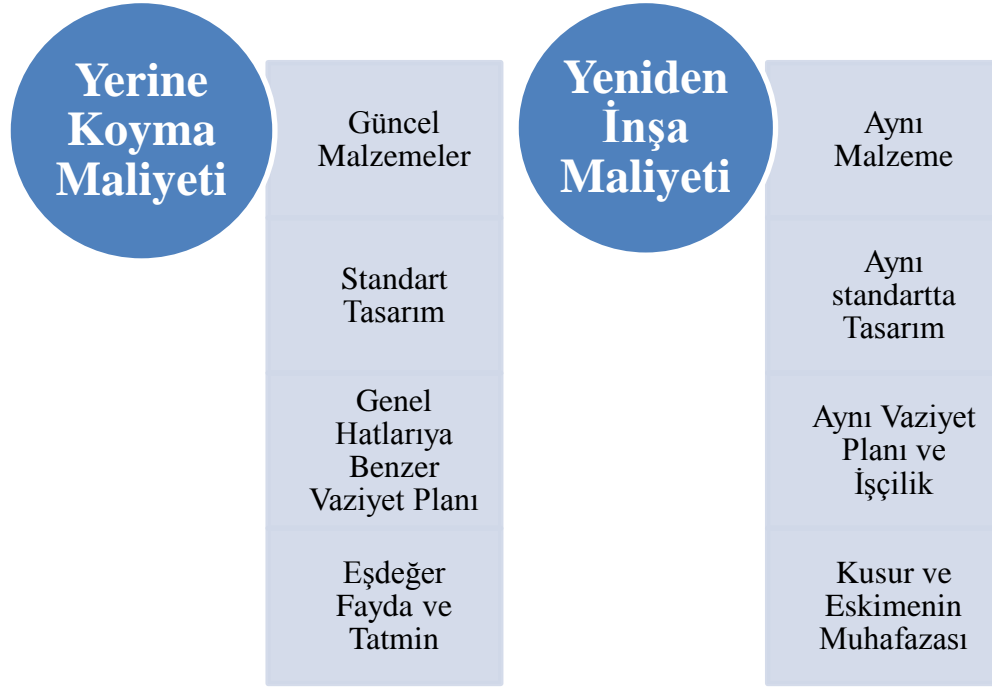 Yerine
Koyma
Maliyeti
Güncel
Malzemeler
Standart
Tasarım
Genel
Hatlarıya
Benzer
Vaziyet Planı
Eşdeğer
Fayda ve
Tatmin
Yeniden
İnşa
Maliyeti
Aynı
Malzeme
Aynı
standartta
Tasarım
Aynı Vaziyet
Planı ve
İşçilik
Kusur ve
Eskimenin
Muhafazası